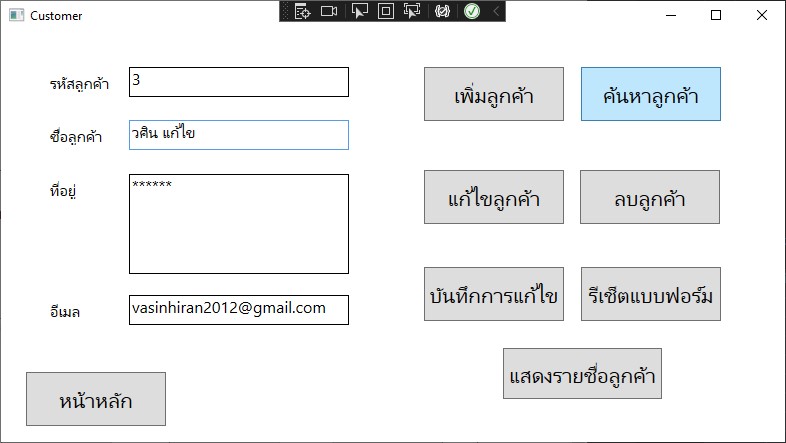 Customer
รหัสลูกค้า 3
ชื่อลูกค้า วศิน แก้ไข
ที่อยู่ ******
อีเมล vasinhiran2012@gmail.com
หน้าหลัก
เพิ่มลูกค้า ค้นหาลูกค้า
แก้ไขลูกค้า ลบลูกค้า
บันทึกการแก้ไข รีเซ็ตแบบฟอร์ม
แสดงรายชื่อลูกค้า